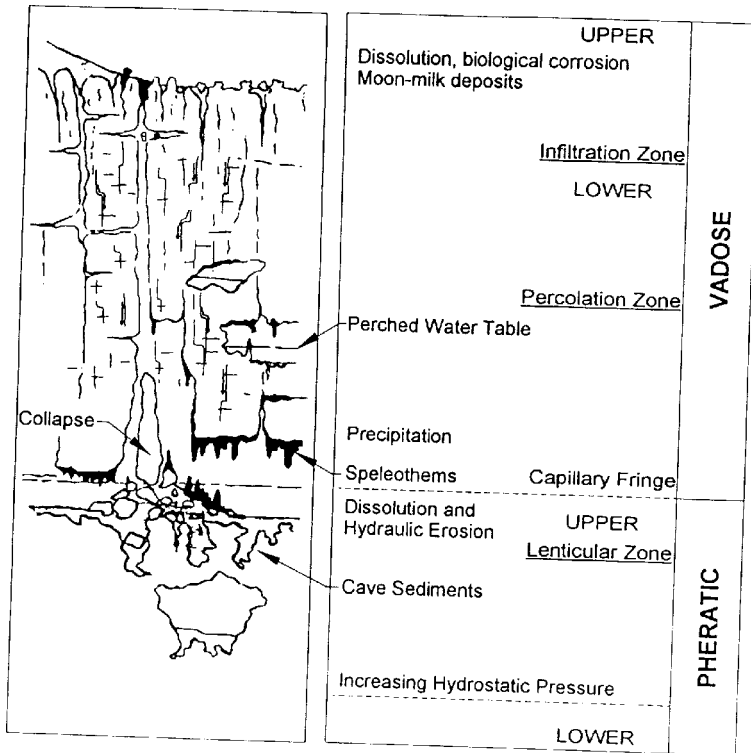 UPPER
Dissolution, biological corrosion
Moon-milk deposits
Infiltration Zone
LOWER
VADOSE
Percolation Zone
Perched Water Table
Collapse
Precipitation
Speleothems
Capillary Fringe
Dissolution and
Hydraulic Erosion
UPPER
Lenticular Zone
Cave Sediments
PHERATIC
Increasing Hydrostatic Pressure
LOWER